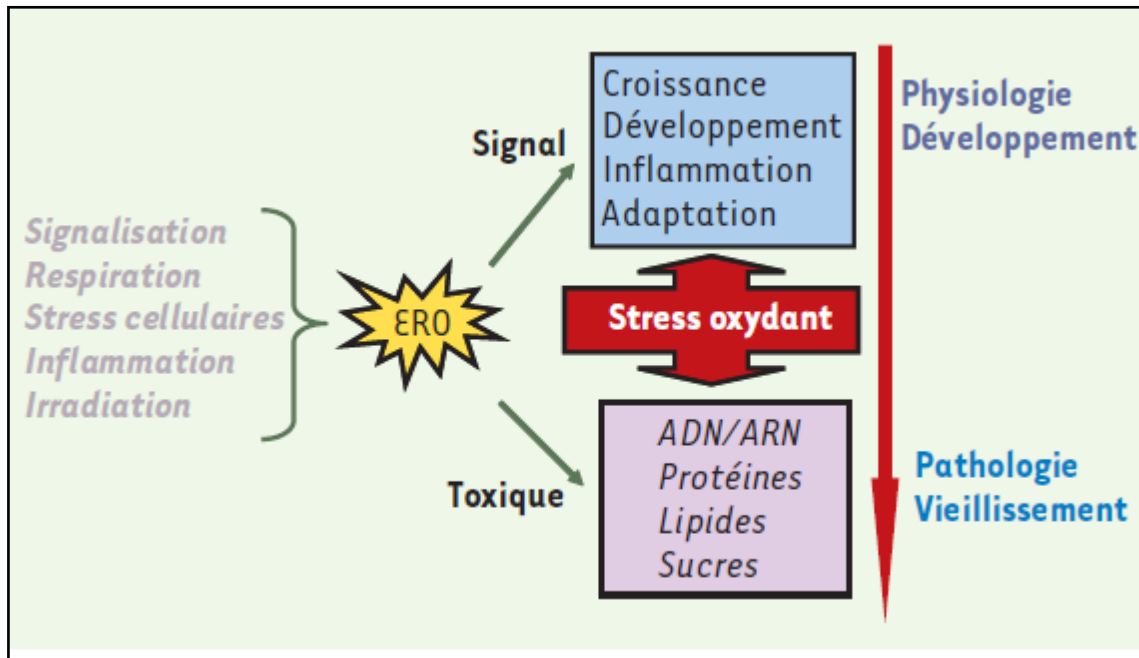 Signalisation
Respiration
Stress cellulaires
Inflammation
Irradiation
ERO
Signal
Toxique
Croissance
Développement
Inflammation
Adaptation
Stress oxydant
ADN/ARN
Protéines
Lipides
Sucres
Physiologie
Développement
Pathologie
Vieillissement